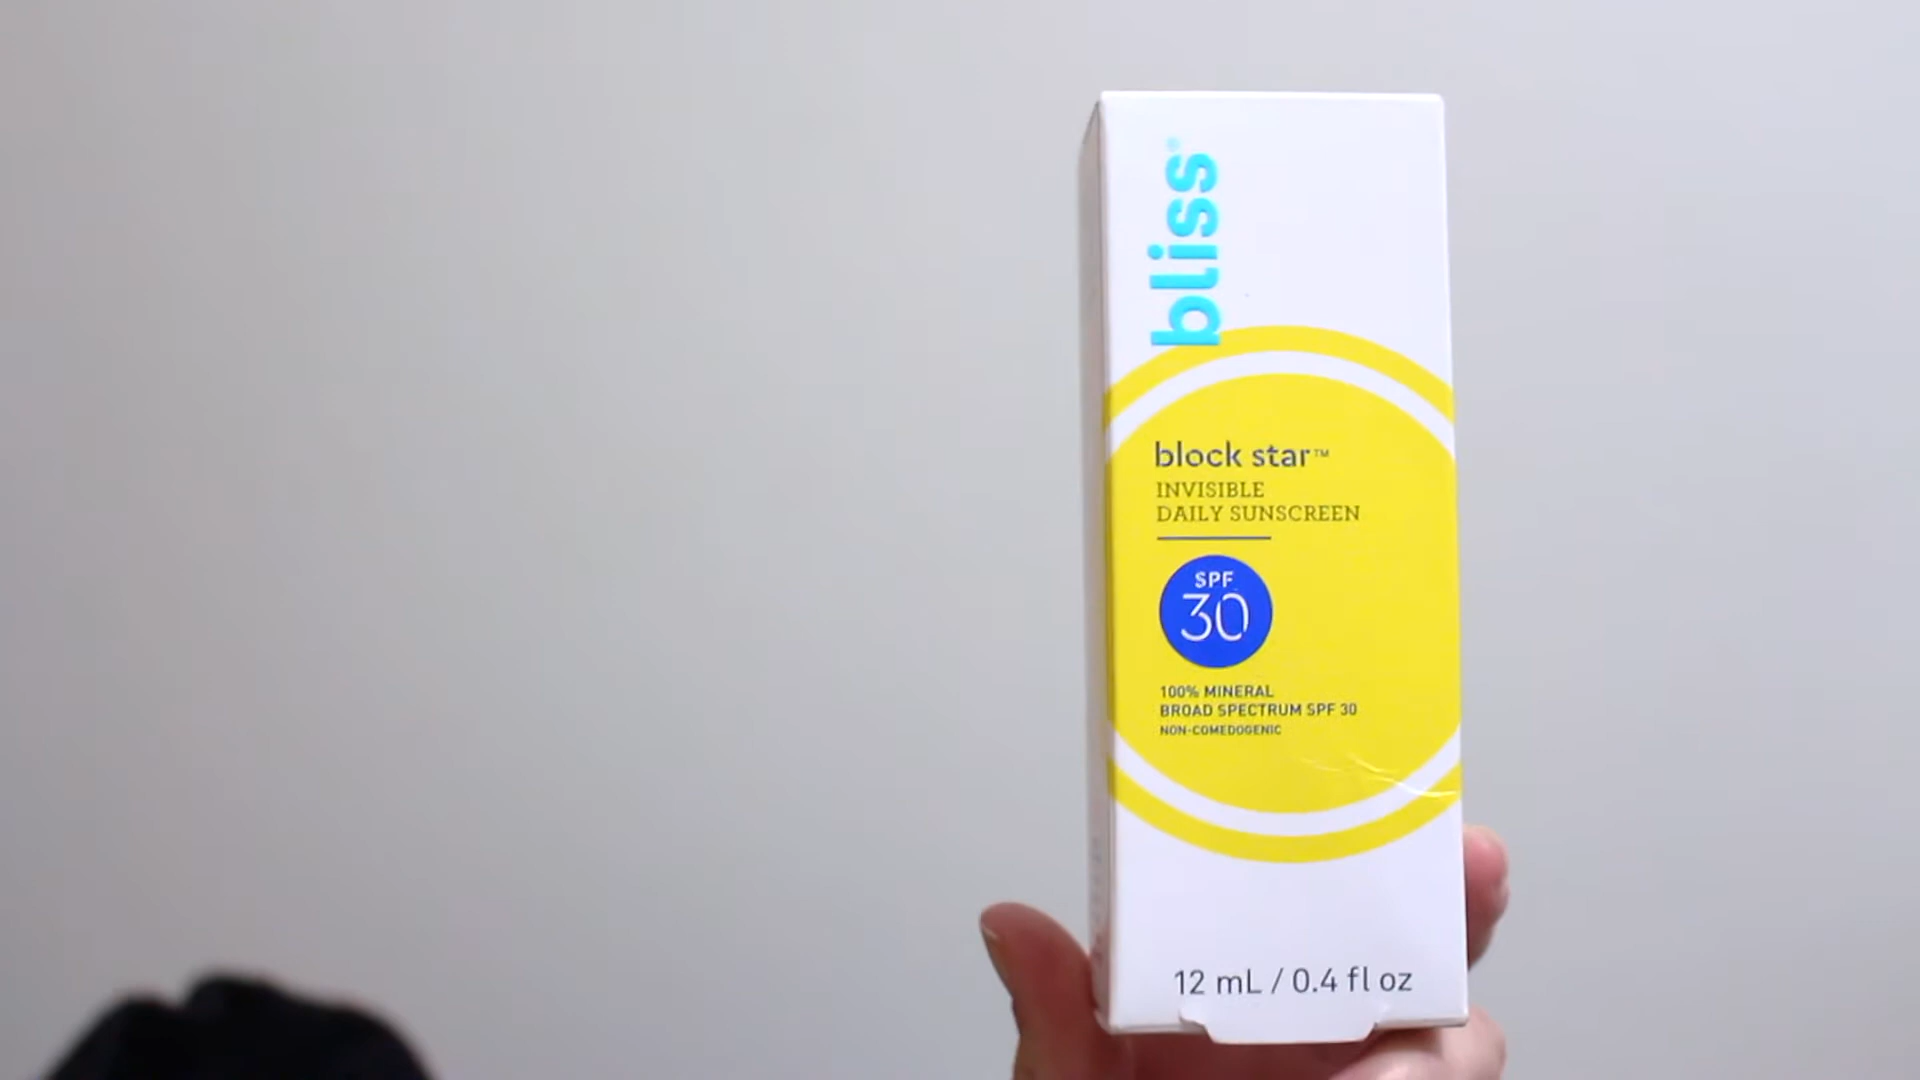 bliss®
block star™
INVISIBLE
DAILY SUNSCREEN
SPF
30
100% MINERAL
BROAD SPECTRUM SPF 30
NON-COMEDOGENIC
12 mL / 0.4 fl oz